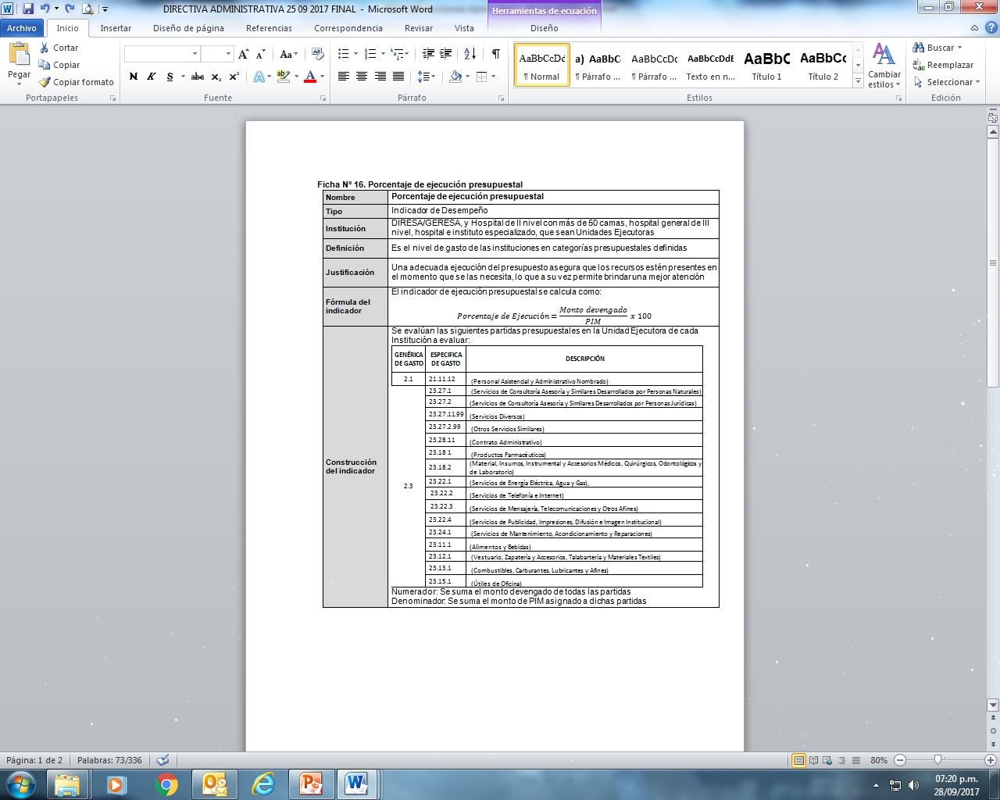 DIRECTIVA ADMINISTRATIVA 25 09 2017 FINAL - Microsoft Word
Herramientas de ecuación
Archivo
Inicio
Insertar
Diseño de página
Referencias
Correspondencia
Revisar
Vista
Diseño
Pegar
Cortar
Copiar
Copiar formato
Portapapeles
Fuente
Párrafo
AaBbCcDd
¶ Normal
a) AaBbC
¶ Párrafo ...
AaBbCcDc
¶ Párrafo ...
AaBbCcDdE
Texto en n...
AaBbC
Título 1
AaBbCc
Título 2
Cambiar estilos
Estilos
Buscar
Reemplazar
Seleccionar
Edición
Ficha Nº 16. Porcentaje de ejecución presupuestal
Nombre
Porcentaje de ejecución presupuestal
Tipo
Indicador de Desempeño
Institución
DIRESA/GERESA, y Hospital de II nivel con más de 50 camas, hospital general de III
nivel, hospital e instituto especializado, que sean Unidades Ejecutoras
Definición
Es el nivel de gasto de las instituciones en categorías presupuestales definidas
Justificación
Una adecuada ejecución del presupuesto asegura que los recursos estén presentes en
el momento que se las necesita, lo que a su vez permite brindar una mejor atención
Fórmula del
indicador
El indicador de ejecución presupuestal se calcula como:
Porcentaje de Ejecución = Monto devengado / PIM x 100
Construcción
del indicador
Se evalúan las siguientes partidas presupuestales en la Unidad Ejecutora de cada
Institución a evaluar:
GENÉRICA DE GASTO
ESPECIFICA DE GASTO
DESCRIPCIÓN
2.1
21.11.12 (Personal Asistencial y Administrativo Nombrado)
2.3
23.27.1 (Servicios de Consultoría Asesoría y Similares Desarrollados por Personas Naturales)
23.27.2 (Servicios de Consultoría Asesoría y Similares Desarrollados por Personas Jurídicas)
23.27.11.99 (Servicios Diversos)
23.27.2.99 (Otros Servicios Similares)
23.28.11 (Contrato Administrativo)
23.18 1 (Productos Farmacéuticos)
23.18.2 (Material, Insumos, Instrumental y Accesorios Médicos, Quirúrgicos, Odontológicos y
de Laboratorio)
23.22.1 (Servicios de Energía Eléctrica, Agua y Gas),
23.22.2 (Servicios de Telefonía e Internet)
23.22.3 (Servicios de Mensajería, Telecomunicaciones y Otros Afines)
23.22.4 (Servicios de Publicidad, Impresiones, Difusión e Imagen Institucional)
23.24.1 (Servicios de Mantenimiento, Acondicionamiento y Reparaciones)
23.11.1 (Alimentos y Bebidas)
23.12.1 (Vestuario, Zapatería y Accesorios, Talabartería y Materiales Textiles)
23.13.1 (Combustibles, Carburantes, Lubricantes y Afines)
23.15.1 (Útiles de Oficina)
Numerador: Se suma el monto devengado de todas las partidas
Denominador: Se suma el monto de PIM asignado a dichas partidas
Página: 1 de 2
Palabras: 73/336
80%
07:20 p.m.
28/09/2017